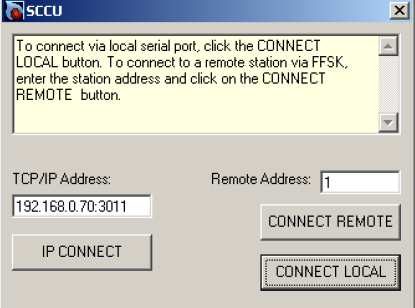 SCCU
To connect via local serial port, click the CONNECT
LOCAL button. To connect to a remote station via FFSK,
enter the station address and click on the CONNECT
REMOTE  button.
TCP/IP Address:
192.168.0.70:3011
IP CONNECT
Remote Address: 1
CONNECT REMOTE
CONNECT LOCAL